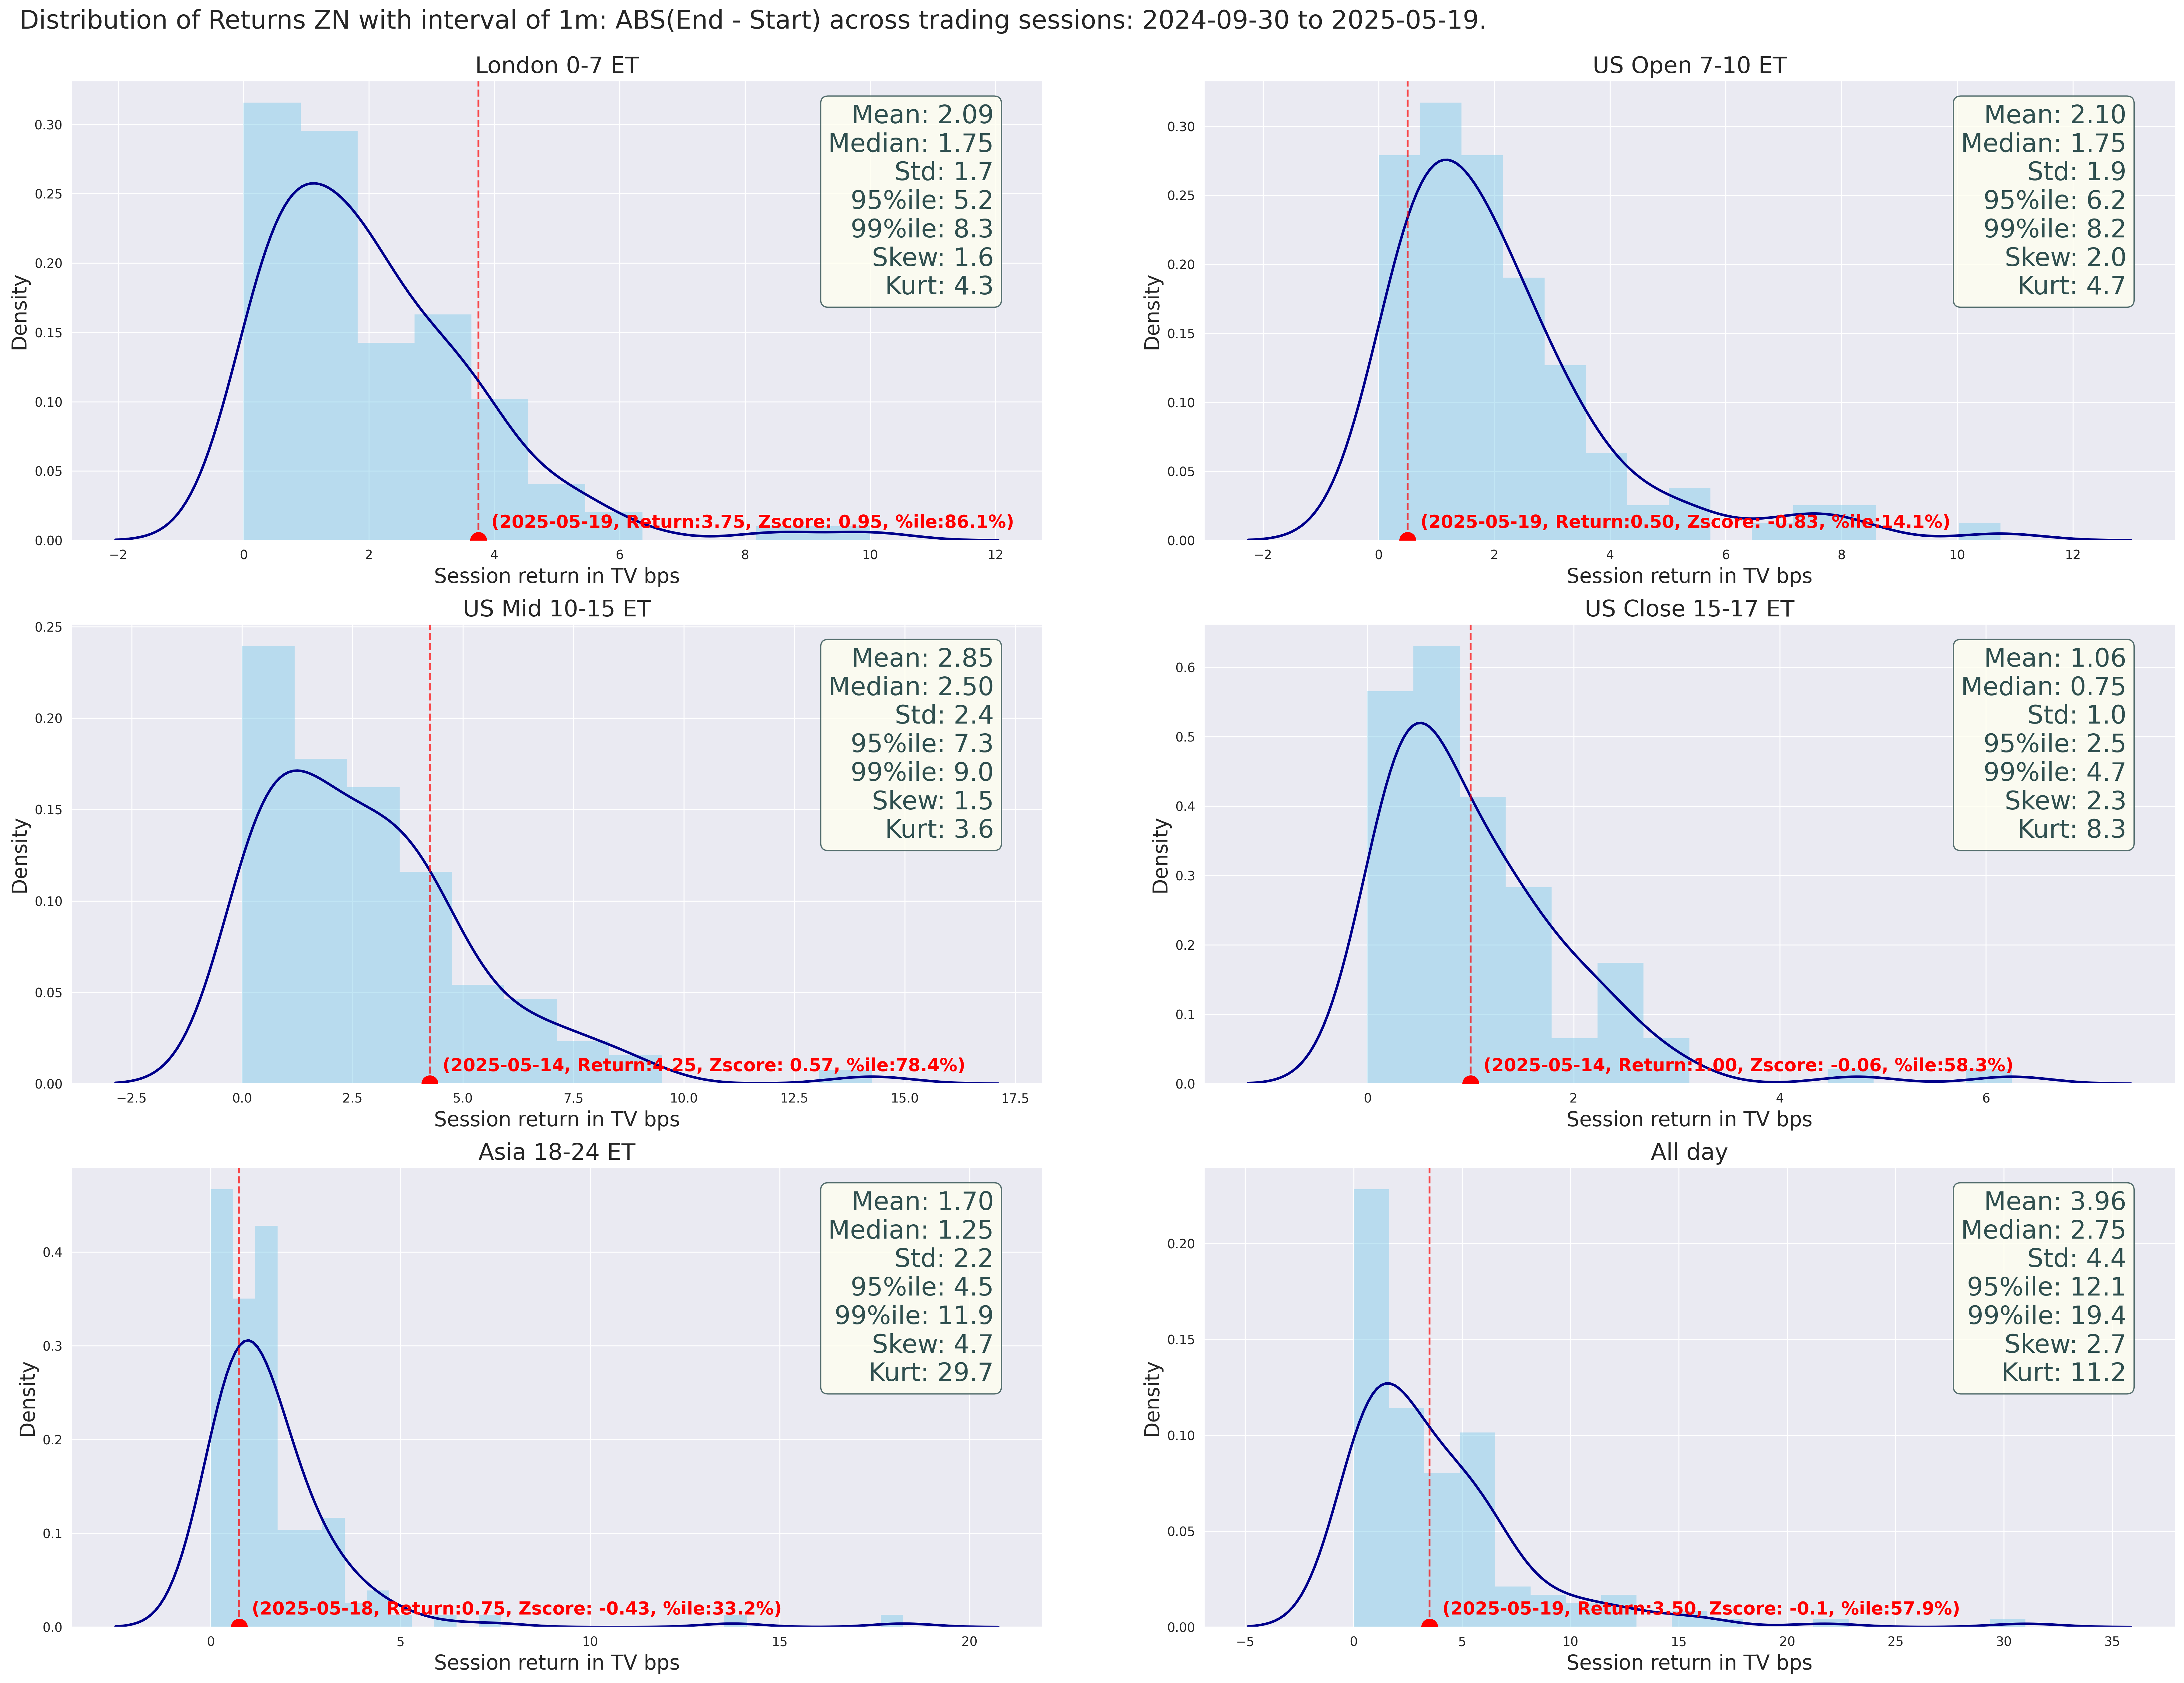 Distribution of Returns ZN with interval of 1m: ABS(End - Start) across trading sessions: 2024-09-30 to 2025-05-19.
London 0-7 ET
Density
0.30
0.25
0.20
0.15
0.10
0.05
0.00
Mean: 2.09
Median: 1.75
Std: 1.7
95%ile: 5.2
99%ile: 8.3
Skew: 1.6
Kurt: 4.3
(2025-05-19, Return:3.75, Zscore: 0.95, %ile:86.1%)
−2 0 2 4 6 8 10 12
Session return in TV bps
US Open 7-10 ET
Density
0.30
0.25
0.20
0.15
0.10
0.05
0.00
Mean: 2.10
Median: 1.75
Std: 1.9
95%ile: 6.2
99%ile: 8.2
Skew: 2.0
Kurt: 4.7
(2025-05-19, Return:0.50, Zscore: -0.83, %ile:14.1%)
−2 0 2 4 6 8 10 12
Session return in TV bps
US Mid 10-15 ET
Density
0.25
0.20
0.15
0.10
0.05
0.00
Mean: 2.85
Median: 2.50
Std: 2.4
95%ile: 7.3
99%ile: 9.0
Skew: 1.5
Kurt: 3.6
(2025-05-14, Return:4.25, Zscore: 0.57, %ile:78.4%)
−2.5 0.0 2.5 5.0 7.5 10.0 12.5 15.0 17.5
Session return in TV bps
US Close 15-17 ET
Density
0.6
0.5
0.4
0.3
0.2
0.1
0.0
Mean: 1.06
Median: 0.75
Std: 1.0
95%ile: 2.5
99%ile: 4.7
Skew: 2.3
Kurt: 8.3
(2025-05-14, Return:1.00, Zscore: -0.06, %ile:58.3%)
0 2 4 6
Session return in TV bps
Asia 18-24 ET
Density
0.4
0.3
0.2
0.1
0.0
Mean: 1.70
Median: 1.25
Std: 2.2
95%ile: 4.5
99%ile: 11.9
Skew: 4.7
Kurt: 29.7
(2025-05-18, Return:0.75, Zscore: -0.43, %ile:33.2%)
0 5 10 15 20
Session return in TV bps
All day
Density
0.20
0.15
0.10
0.05
0.00
Mean: 3.96
Median: 2.75
Std: 4.4
95%ile: 12.1
99%ile: 19.4
Skew: 2.7
Kurt: 11.2
(2025-05-19, Return:3.50, Zscore: -0.1, %ile:57.9%)
−5 0 5 10 15 20 25 30 35
Session return in TV bps